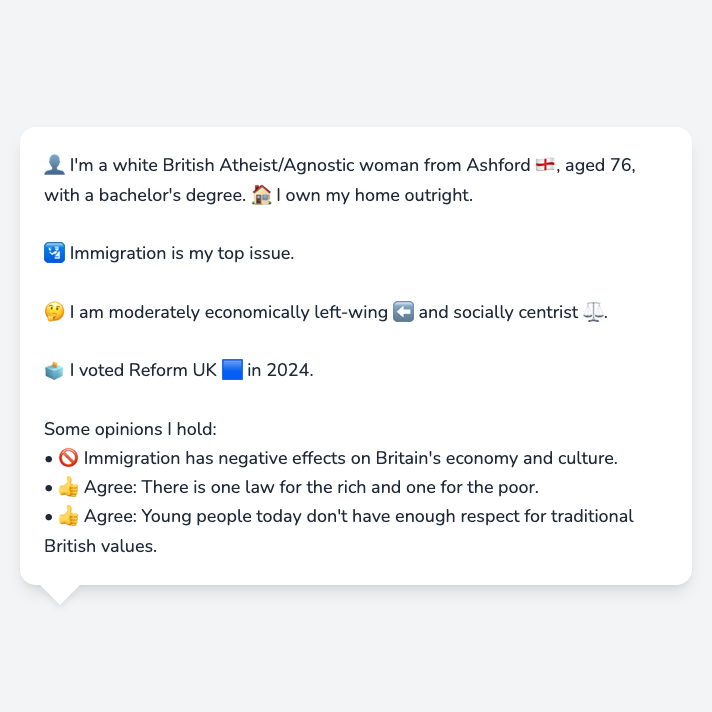 👤 I'm a white British Atheist/Agnostic woman from Ashford 🏴󠁧󠁢󠁥󠁮󠁧󠁿, aged 76,
with a bachelor's degree. 🏠 I own my home outright.
🛂 Immigration is my top issue.
🤔 I am moderately economically left-wing ⬅️ and socially centrist ⚖️.
🗳️ I voted Reform UK 🟦 in 2024.
Some opinions I hold:
• 🚫 Immigration has negative effects on Britain's economy and culture.
• 👍 Agree: There is one law for the rich and one for the poor.
• 👍 Agree: Young people today don't have enough respect for traditional
British values.